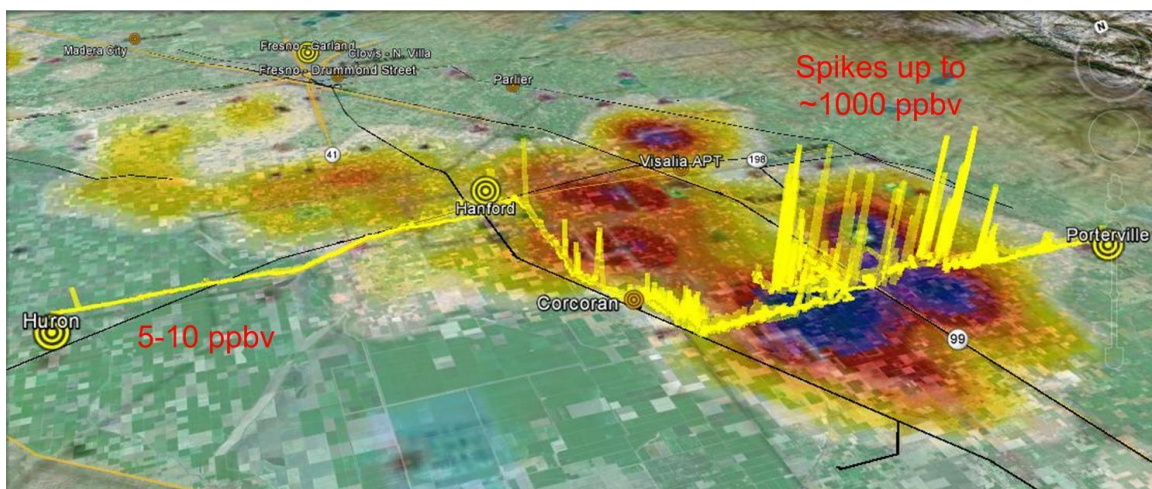 N
Madera City
Fresno - Garland
Clovis - N. Villa
Fresno - Drummond Street
Parlier
Spikes up to
~1000 ppbv
41
Visalia APT
198
Hanford
Porterville
Corcoran
Huron
5-10 ppbv
99